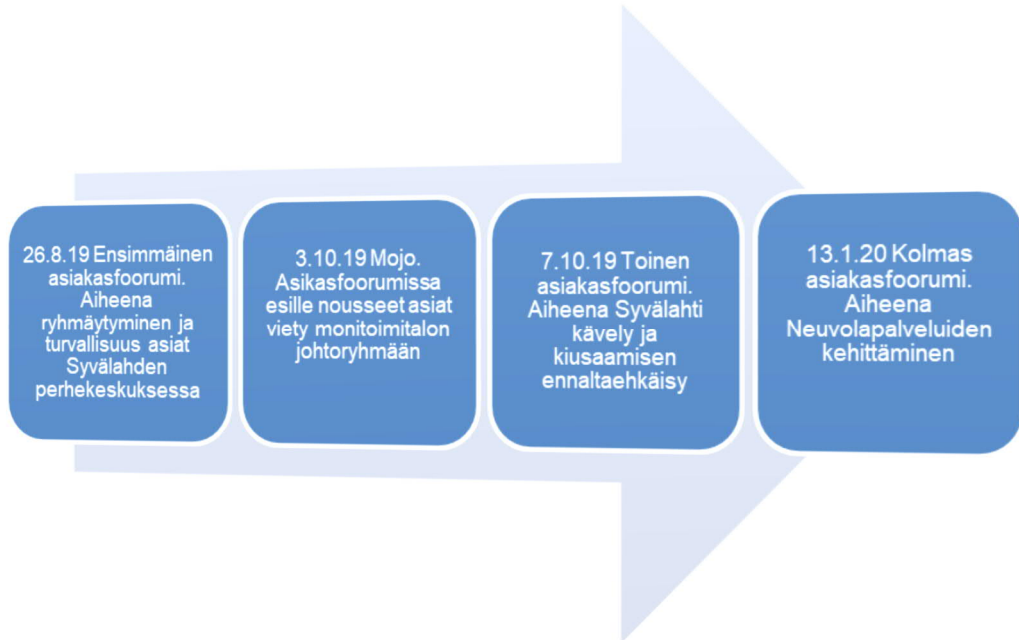 26.8.19 Ensimmäinen
asiakasfoorumi.
Aiheena
ryhmäytyminen ja
turvallisuus asiat
Syvälahden
perhekeskuksessa
3.10.19 Mojo.
Asikasfoorumissa
esille nousseet asiat
viety monitoimitalon
johtoryhmään
7.10.19 Toinen
asiakasfoorumi.
Aiheena Syvälahti
kävely ja
kiusaamisen
ennaltaehkäisy
13.1.20 Kolmas
asiakasfoorumi.
Aiheena
Neuvolapalveluiden
kehittäminen